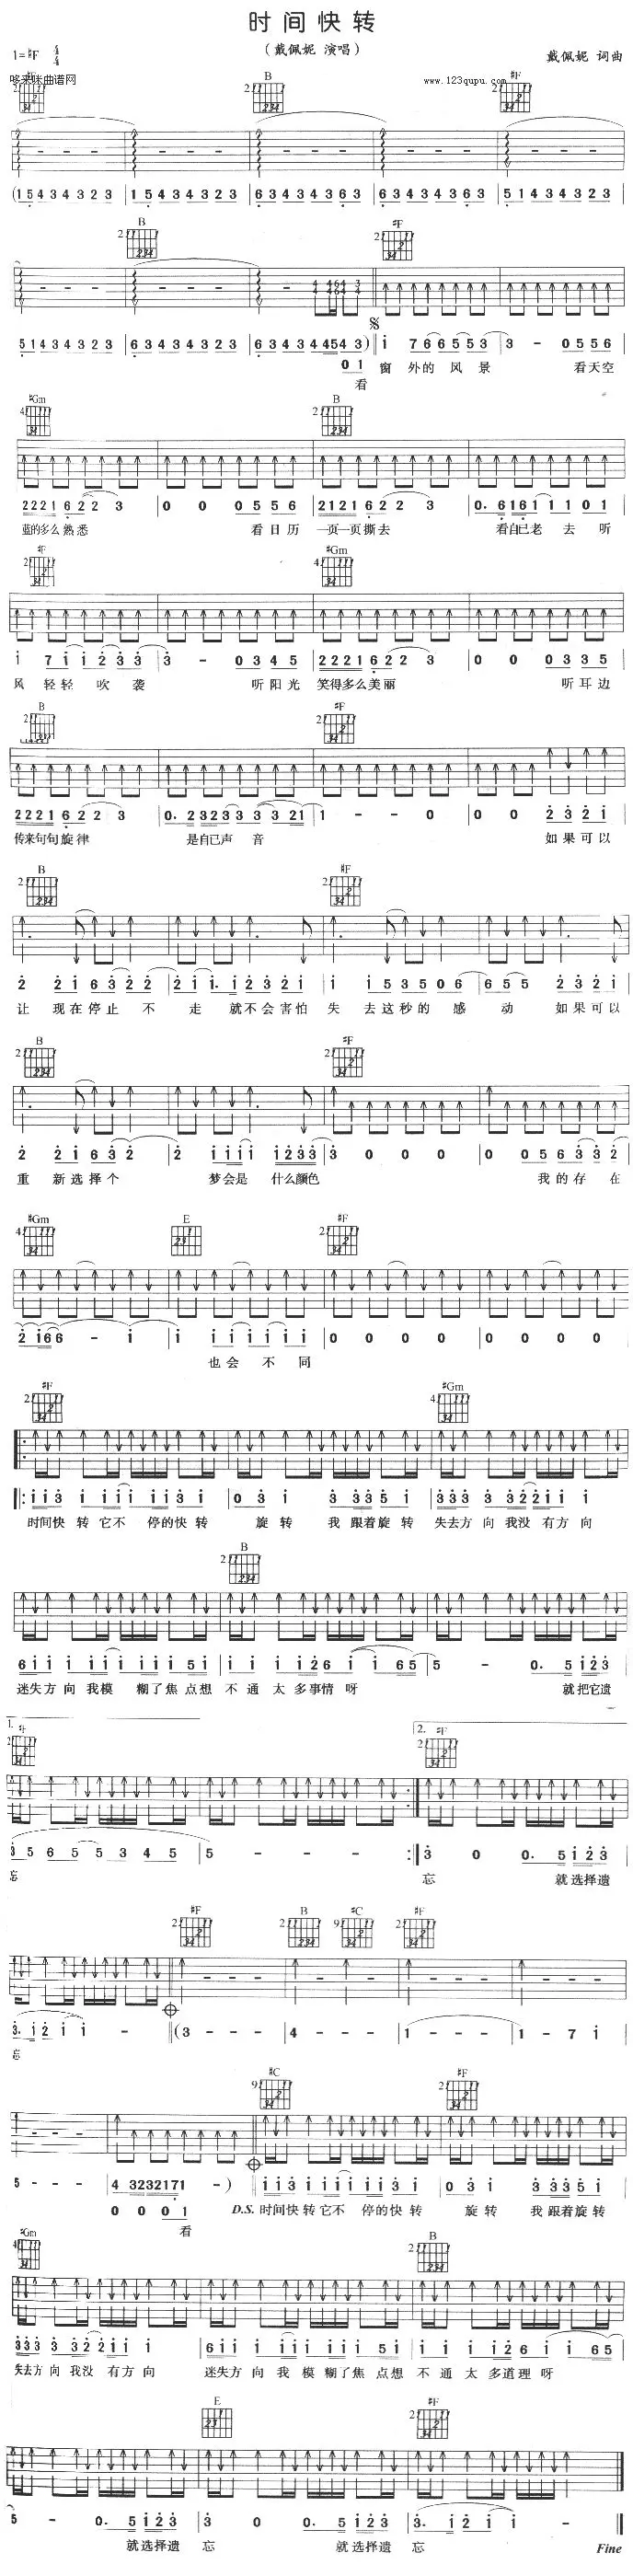 时间快转
(戴佩妮 演唱)
1=♯F 4/4
戴佩妮 词曲
哆来咪曲谱网
www.123qupu.com
♯F B ♯F
(1 5 4 3 4 3 2 3 | 1 5 4 3 4 3 2 3 | 6 3 4 3 4 3 6 3 | 6 3 4 3 4 3 6 3 | 5 1 4 3 4 3 2 3
B ♯F
5 1 4 3 4 3 2 3 | 6 3 4 3 4 3 2 3 | 6 3 4 3 4 4 5 4 3) | i 7 6 6 5 5 3 | 3 - 0 5 5 6
0 1 窗 外的 风 景 看天空
看
♯Gm B
2 2 2 1 6 2 2 3 | 0 0 0 5 5 6 | 2 1 2 1 6 2 2 3 | 0. 6 1 6 1 1 1 0 1
蓝的多么熟悉 看日历 一页一页撕去 看自己老 去 听
♯F ♯Gm
i 7 i i 2 3 3 | 3 - 0 3 4 5 | 2 2 2 1 6 2 2 3 | 0 0 0 3 3 5
风 轻轻 吹 袭 听阳光 笑得多么美丽 听耳边
B ♯F
2 2 2 1 6 2 2 3 | 0. 3 2 3 3 3 3 2 1 | 1 - - 0 | 0 0 2 3 2 i
传来句句旋律 是自己声 音 如果可以
B ♯F
2 2 i 6 3 2 2 | 2 i i. i 2 3 2 i | i i 5 3 5 0 6 | 6 5 5 2 3 2 i
让 现在停止 不 走 就不会害怕 失 去这秒的 感 动 如果可以
B ♯F
2 2 i 6 3 2 | 2 i i i i i 2 3 3 | 3 0 0 0 | 0 0 5 6 3 3 2
重 新选择个 梦会是 什么颜色 我的存在
♯Gm E ♯F
2 i 6 6 - i | i i i i i i | 0 0 0 0 | 0 0 0 0
也会 不 同
♯F ♯Gm
i i 3 i i i i i i 3 i | 0 3 i 3 3 5 i | 3 3 3 3 3 2 2 i i i
时间快 转 它不 停的快转 旋转 我 跟着旋转 失去方 向 我没 有方向
B
6 i i i i i i i i i 5 i | i i i i 2 6 i i 6 5 | 5 - 0. 5 i 2 3
迷失方 向 我模 糊了焦点想 不 通 太 多事情 呀 就把它遗
1. 2. ♯F
3 5 6 5 5 3 4 5 | 5 - - - | 3 0 0. 5 i 2 3
忘 忘 就选择遗
♯F B ♯C ♯F
3. i 2 i i - | (3 - - - | 4 - - - | 1 - - - | 1 - 7 i
忘
♯C ♯F
5 - - - | 4 3 2 3 2 1 7 1 - ) | i i 3 i i i i i i 3 i | 0 3 i 3 3 3 5 i
0 0 0 1 D.S. 时间快转它不 停的快转 旋转 我 跟着旋转
看
♯Gm B
3 3 3 3 3 2 2 i i i | 6 i i i i i i i i 5 i | i i i i 2 6 i i 6 5
失去方 向 我没 有方向 迷失方 向 我 模 糊了焦 点想 不 通 太 多道理 呀
E ♯F
5 - 0. 5 i 2 3 | 3 0 0. 5 i 2 3 | 3. i 2 i i -
就选择遗 忘 就选择遗 忘 Fine